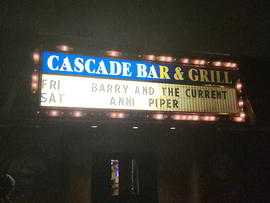 CASCADE BAR & GRILL
FRI BARRY AND THE CURRENT
SAT ANNI PIPER